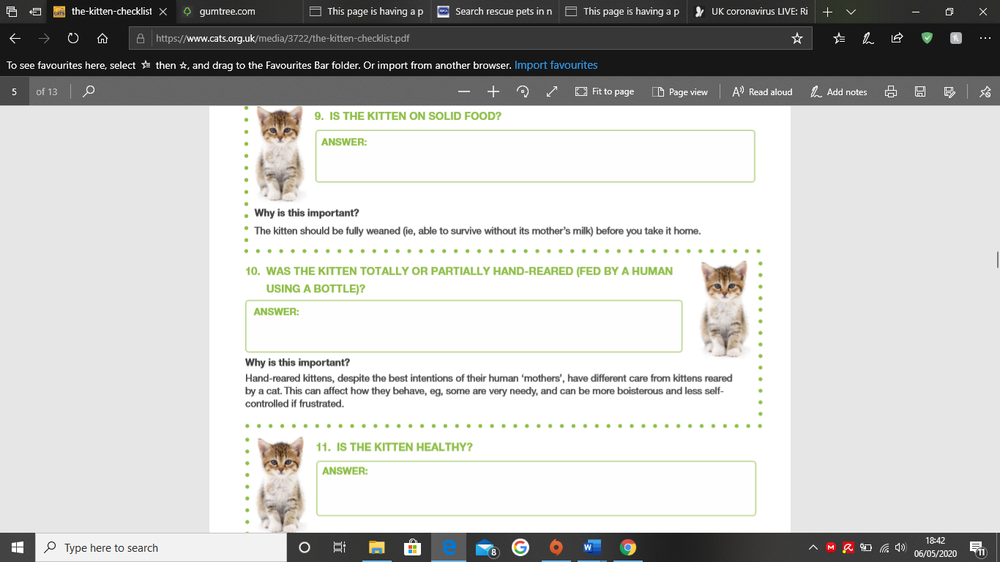 the-kitten-checklist
gumtree.com
This page is having a p
Search rescue pets in n
This page is having a p
UK coronavirus LIVE: Ri
https://www.cats.org.uk/media/3722/the-kitten-checklist.pdf
To see favourites here, select then , and drag to the Favourites Bar folder. Or import from another browser. Import favourites
5 of 13
Fit to page
Page view
Read aloud
Add notes
9. IS THE KITTEN ON SOLID FOOD?
ANSWER:
Why is this important?
The kitten should be fully weaned (ie, able to survive without its mother's milk) before you take it home.
10. WAS THE KITTEN TOTALLY OR PARTIALLY HAND-REARED (FED BY A HUMAN
USING A BOTTLE)?
ANSWER:
Why is this important?
Hand-reared kittens, despite the best intentions of their human 'mothers', have different care from kittens reared
by a cat. This can affect how they behave, eg, some are very needy, and can be more boisterous and less self-
controlled if frustrated.
11. IS THE KITTEN HEALTHY?
ANSWER:
Type here to search
8
18:42
06/05/2020
11